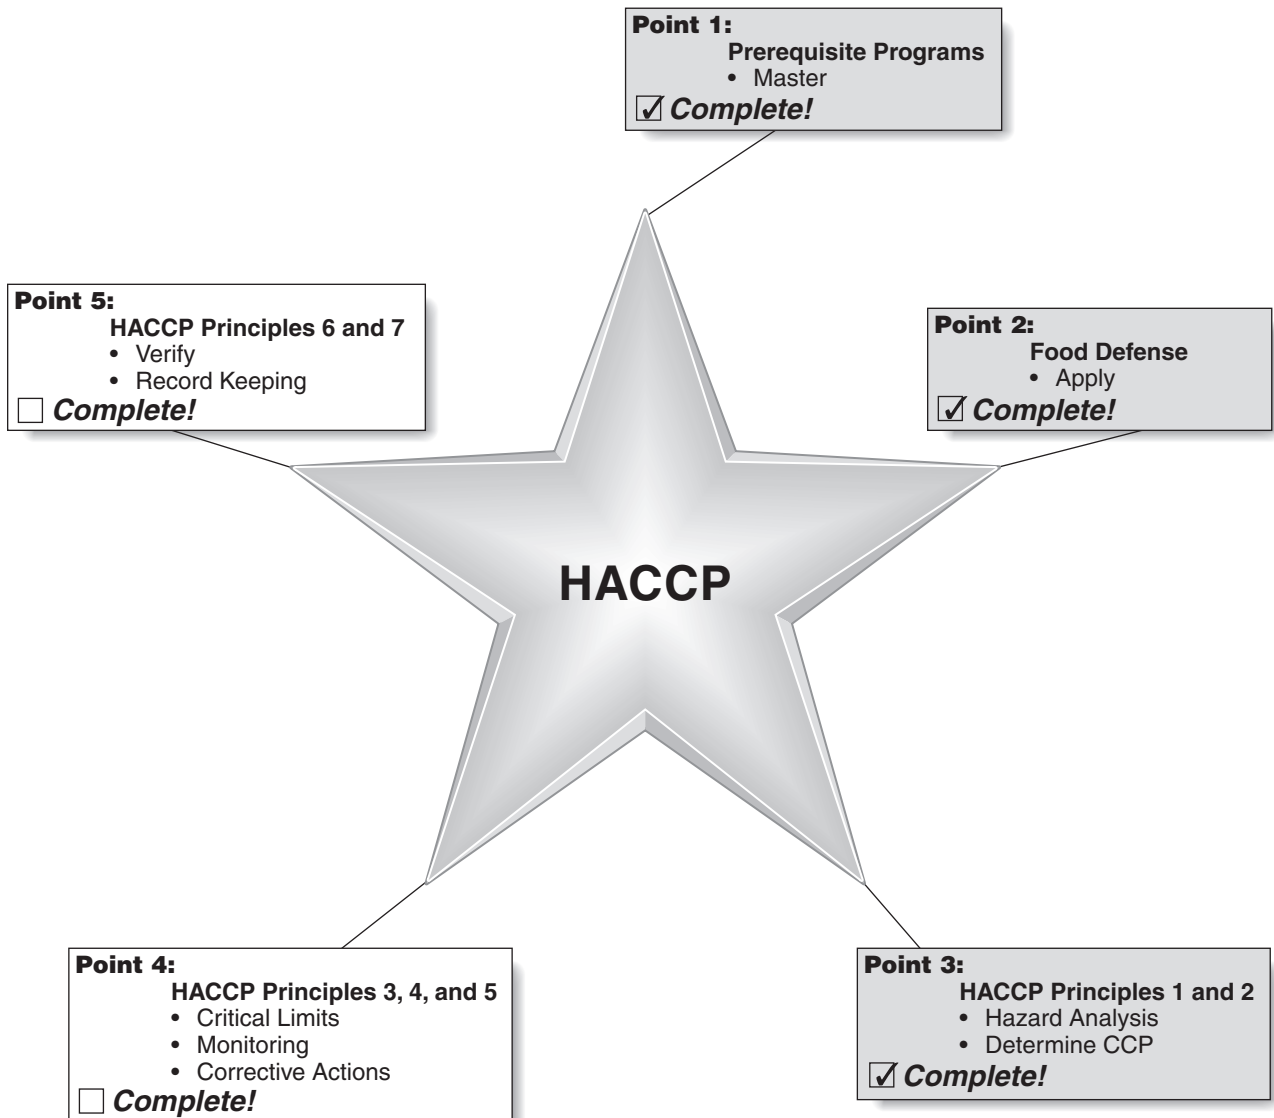 Point 1:
Prerequisite Programs
• Master
☑ Complete!
Point 5:
HACCP Principles 6 and 7
• Verify
• Record Keeping
☐ Complete!
Point 2:
Food Defense
• Apply
☑ Complete!
HACCP
Point 4:
HACCP Principles 3, 4, and 5
• Critical Limits
• Monitoring
• Corrective Actions
☐ Complete!
Point 3:
HACCP Principles 1 and 2
• Hazard Analysis
• Determine CCP
☑ Complete!